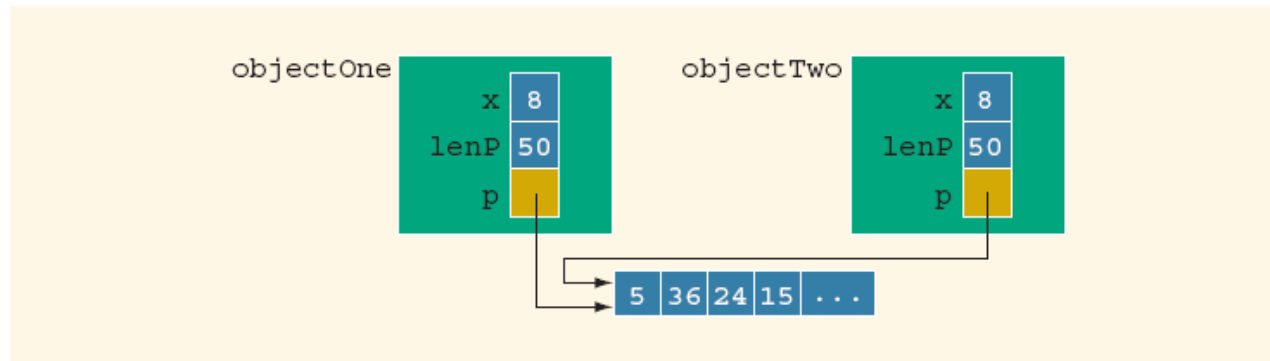 objectOne
x 8
lenP 50
p
objectTwo
x 8
lenP 50
p
5 36 24 15 ...